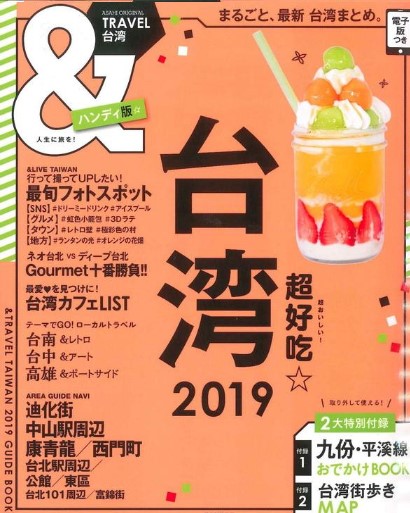 ASAHI ORIGINAL
&
TRAVEL
台湾
ハンディ版☆
人生に旅を!
まるごと、最新 台湾まとめ。
電子版つき
&LIVE TAIWAN
行って撮ってUPしたい!
最旬フォトスポット
【SNS】#ドリーミードリンク#アイスプール
【グルメ】#虹色小籠包 #3Dラテ
【タウン】#レトロ壁 #極彩色の村
【地方】#ランタンの光 #オレンジの花畑
ネオ台北 VS ディープ台北
Gourmet十番勝負!!
最愛♥を見つけに!
台湾カフェLIST
テーマでGO! ローカルトラベル
台南&レトロ
台中&アート
高雄&ポートサイド
AREA GUIDE NAVI
迪化街
中山駅周辺
康青龍/西門町
台北駅周辺/
公館/東區
台北101周辺/富錦街
台湾
超好吃☆
超おいしい!
2019
取り外して使える!
2大特別付録
付録1
九份・平溪線
おでかけBOOK
付録2
台湾街歩き
MAP
&TRAVEL TAIWAN 2019 GUIDE BOOK